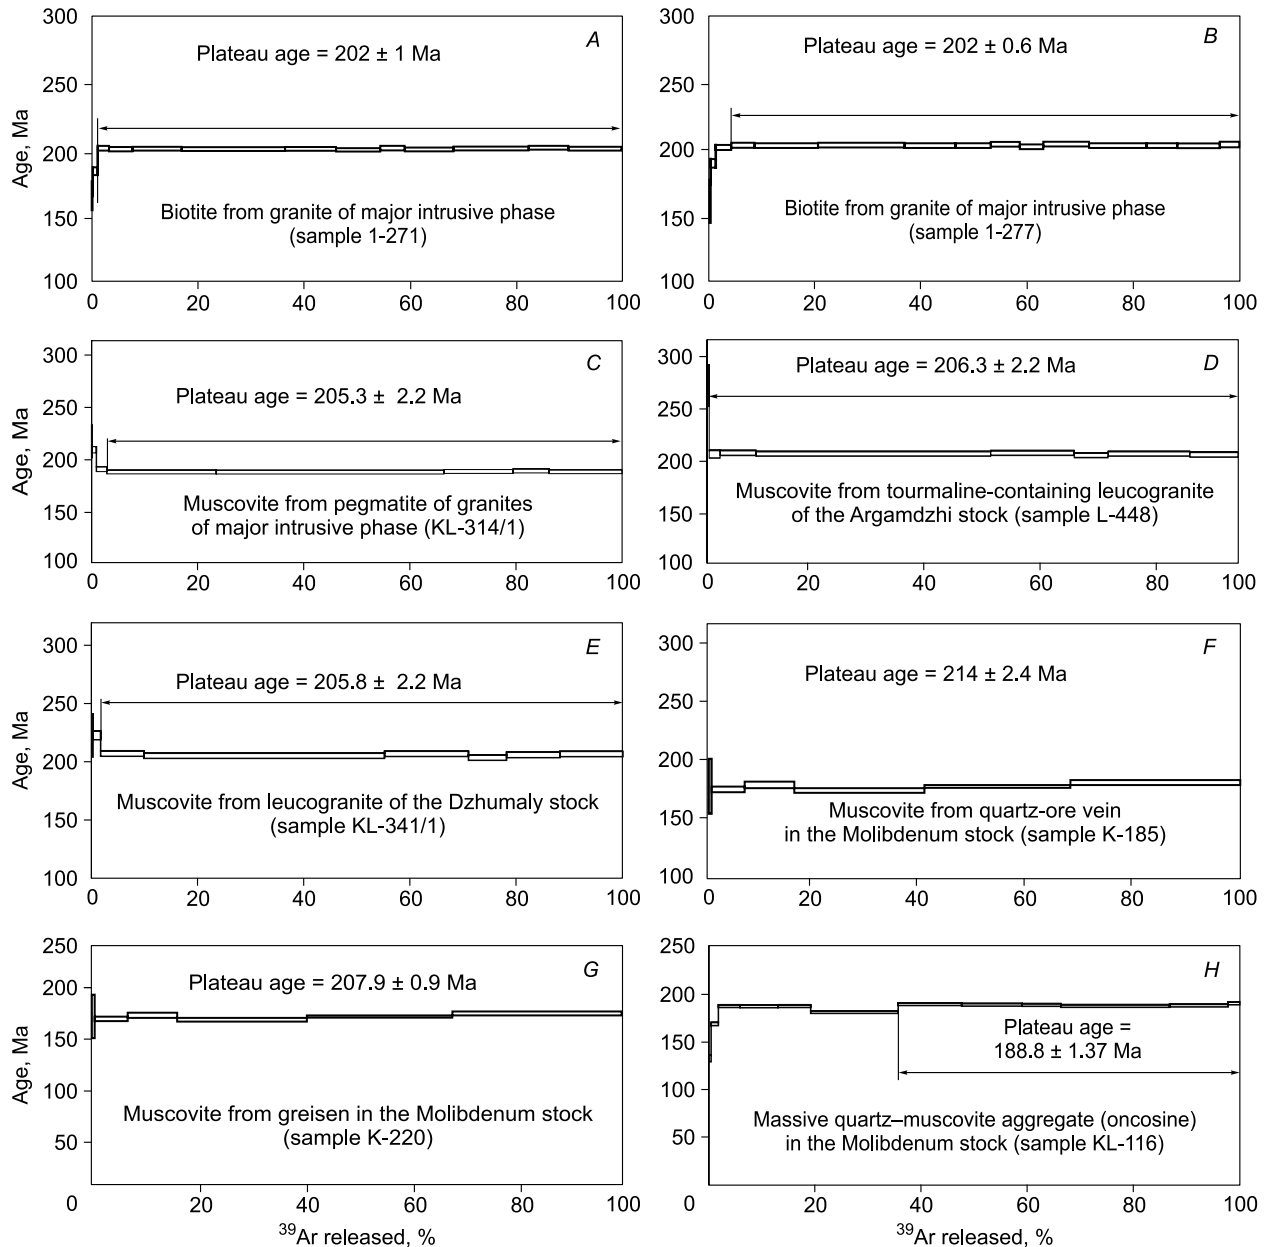 300
250
200
150
100
Age, Ma
A
Plateau age = 202 ± 1 Ma
Biotite from granite of major intrusive phase
(sample 1-271)
0 20 40 60 80 100
300
250
200
150
100
B
Plateau age = 202 ± 0.6 Ma
Biotite from granite of major intrusive phase
(sample 1-277)
0 20 40 60 80 100
300
250
200
150
100
Age, Ma
C
Plateau age = 205.3 ± 2.2 Ma
Muscovite from pegmatite of granites
of major intrusive phase (KL-314/1)
0 20 40 60 80 100
300
250
200
150
100
D
Plateau age = 206.3 ± 2.2 Ma
Muscovite from tourmaline-containing leucogranite
of the Argamdzhi stock (sample L-448)
0 20 40 60 80 100
300
250
200
150
100
Age, Ma
E
Plateau age = 205.8 ± 2.2 Ma
Muscovite from leucogranite of the Dzhumaly stock
(sample KL-341/1)
0 20 40 60 80 100
300
250
200
150
100
F
Plateau age = 214 ± 2.4 Ma
Muscovite from quartz-ore vein
in the Molibdenum stock (sample K-185)
0 20 40 60 80 100
250
200
150
100
50
Age, Ma
G
Plateau age = 207.9 ± 0.9 Ma
Muscovite from greisen in the Molibdenum stock
(sample K-220)
0 20 40 60 80 100
³⁹Ar released, %
250
200
150
100
50
H
Plateau age =
188.8 ± 1.37 Ma
Massive quartz–muscovite aggregate (oncosine)
in the Molibdenum stock (sample KL-116)
0 20 40 60 80 100
³⁹Ar released, %